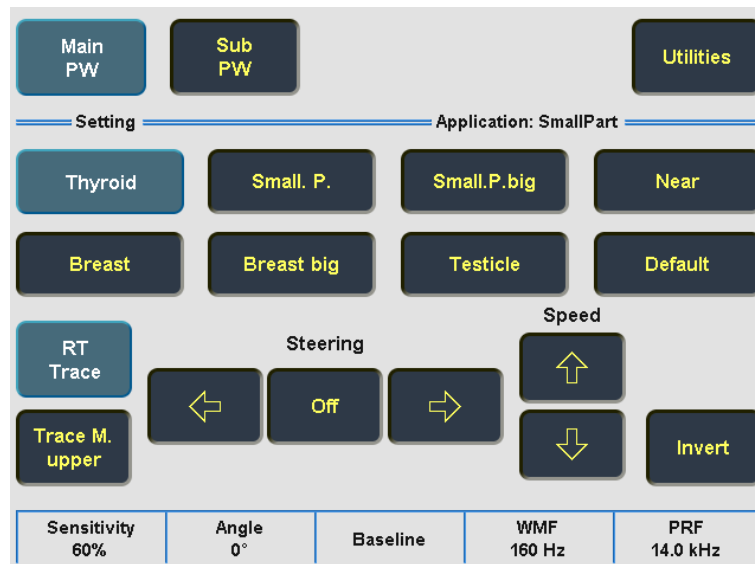 Main
PW
Sub
PW
Utilities
Setting
Application: SmallPart
Thyroid
Small. P.
Small.P.big
Near
Breast
Breast big
Testicle
Default
Speed
RT
Trace
Steering
Off
Trace M.
upper
Invert
Sensitivity
60%
Angle
0°
Baseline
WMF
160 Hz
PRF
14.0 kHz